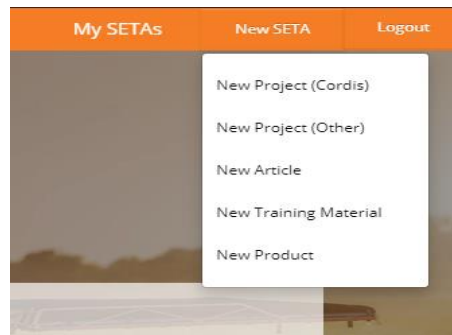 My SETAs New SETA Logout
New Project (Cordis)
New Project (Other)
New Article
New Training Material
New Product